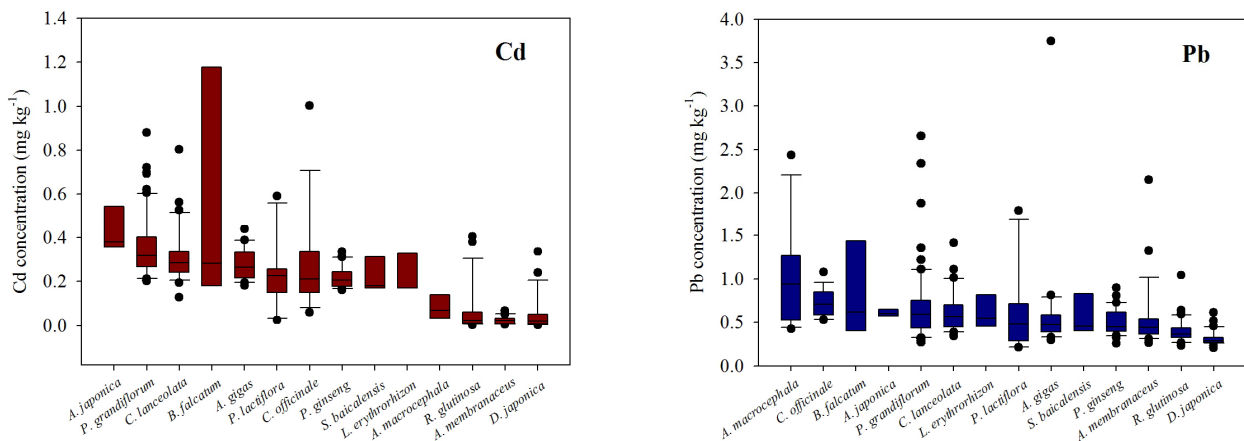 Cd
Cd concentration (mg kg⁻¹)
1.4
1.2
1.0
0.8
0.6
0.4
0.2
0.0
A. japonica
P. grandiflorum
C. lanceolata
B. falcatum
A. gigas
P. lactiflora
C. officinale
P. ginseng
S. baicalensis
L. erythrorhizon
A. macrocephala
R. glutinosa
A. membranaceus
D. japonica
Pb
Pb concentration (mg kg⁻¹)
4.0
3.5
3.0
2.5
2.0
1.5
1.0
0.5
0.0
A. macrocephala
C. officinale
B. falcatum
A. japonica
P. grandiflorum
C. lanceolata
L. erythrorhizon
P. lactiflora
A. gigas
S. baicalensis
P. ginseng
A. membranaceus
R. glutinosa
D. japonica